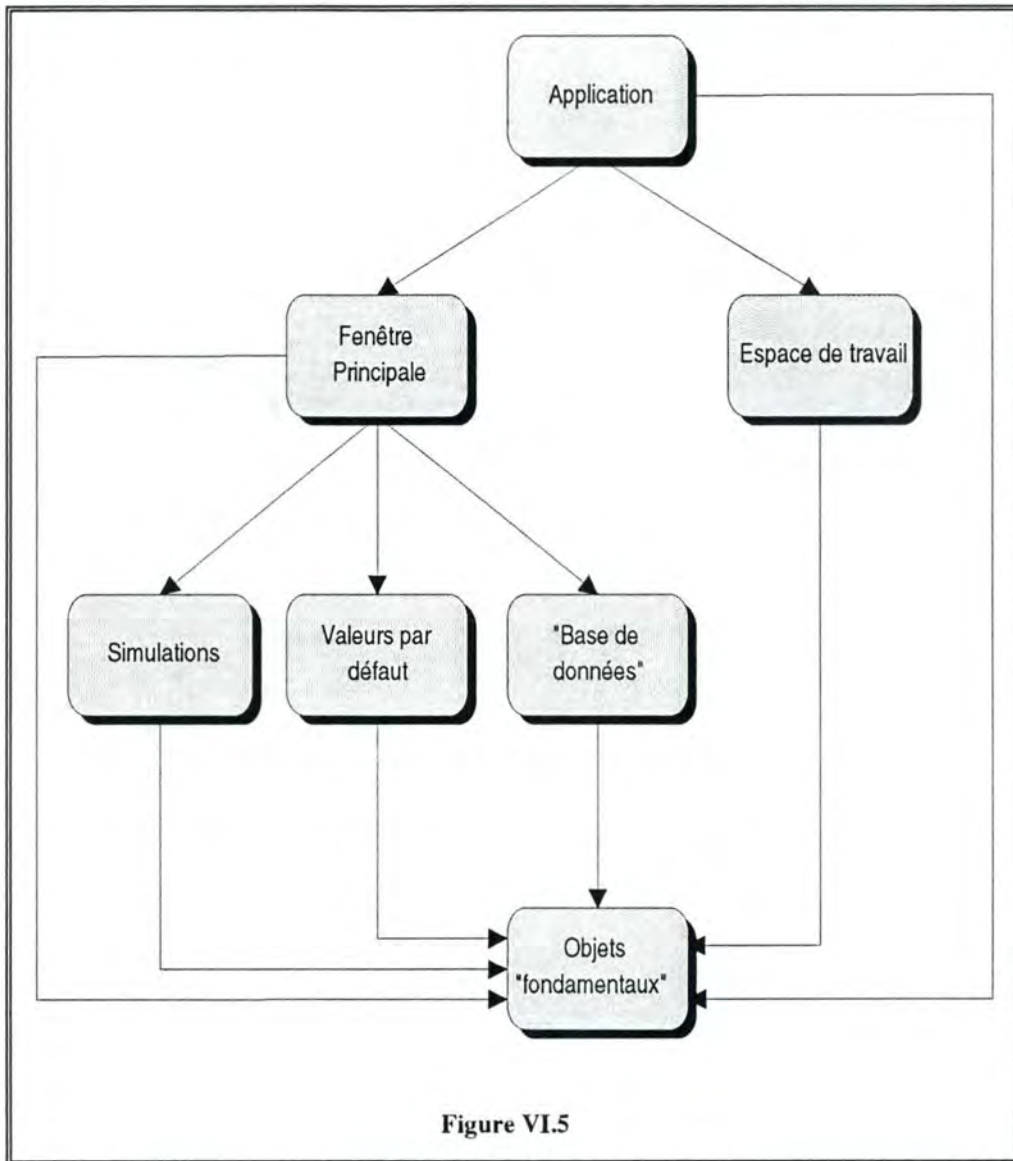 Application
Fenêtre
Principale
Espace de travail
Simulations
Valeurs par
défaut
"Base de
données"
Objets
"fondamentaux"
Figure VI.5